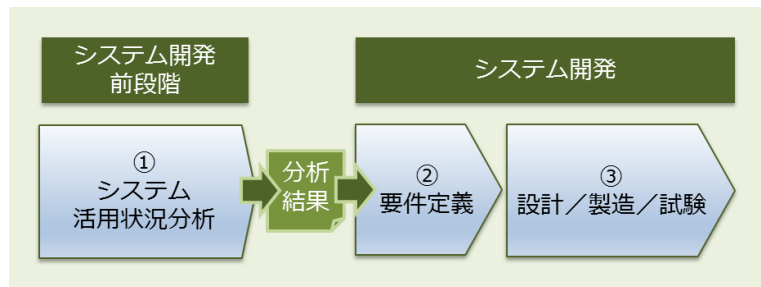 システム開発
前段階
システム開発
①
システム
活用状況分析
分析
結果
②
要件定義
③
設計／製造／試験